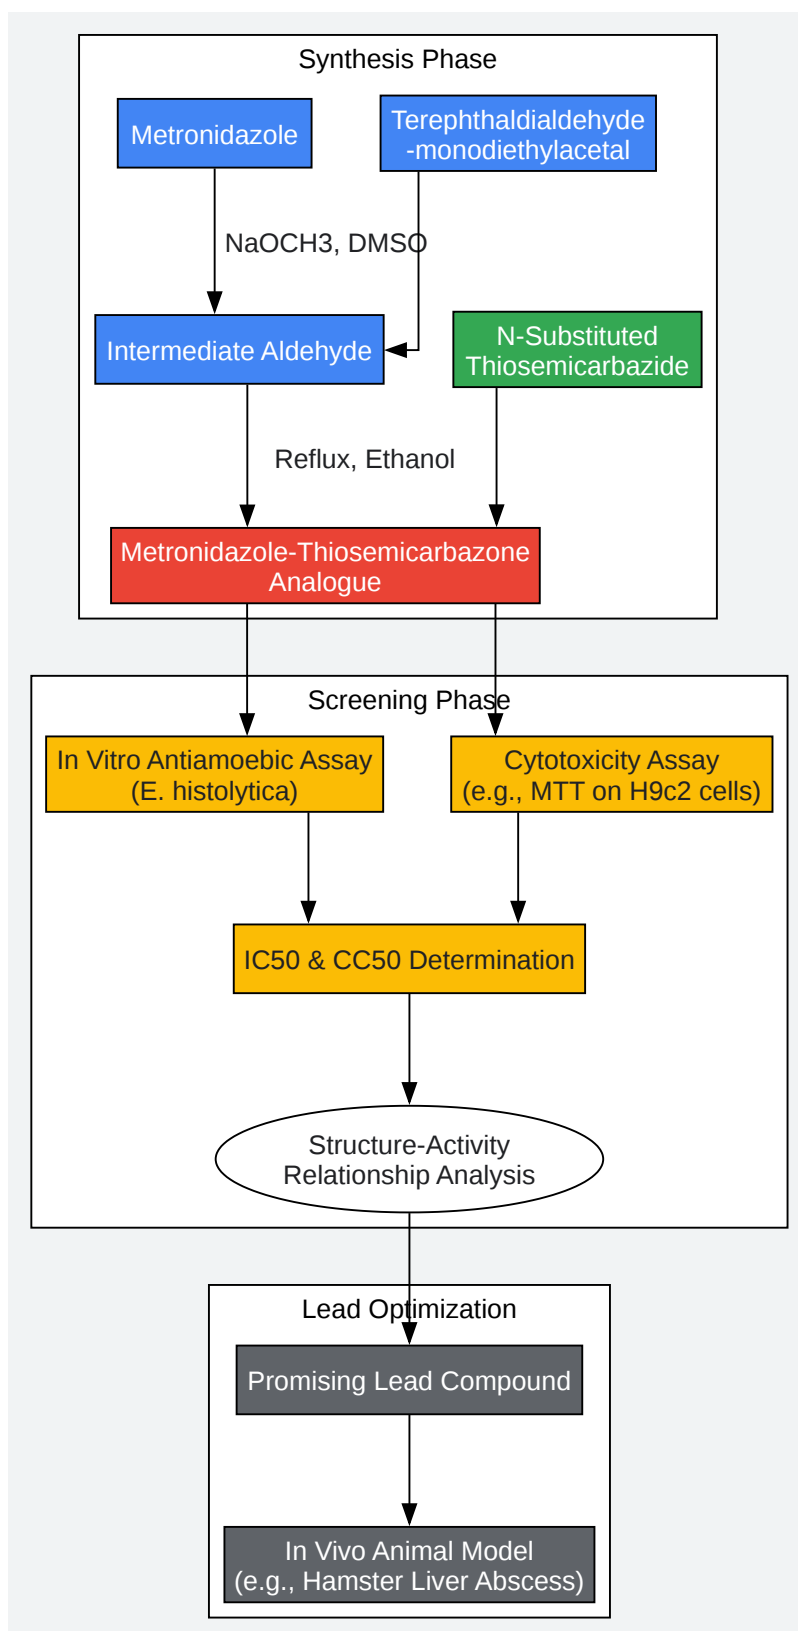 Synthesis Phase
Metronidazole
Terephthaldialdehyde
-monodiethylacetal
NaOCH3, DMSO
Intermediate Aldehyde
N-Substituted
Thiosemicarbazide
Reflux, Ethanol
Metronidazole-Thiosemicarbazone
Analogue
Screening Phase
In Vitro Antiamoebic Assay
(E. histolytica)
Cytotoxicity Assay
(e.g., MTT on H9c2 cells)
IC50 & CC50 Determination
Structure-Activity
Relationship Analysis
Lead Optimization
Promising Lead Compound
In Vivo Animal Model
(e.g., Hamster Liver Abscess)